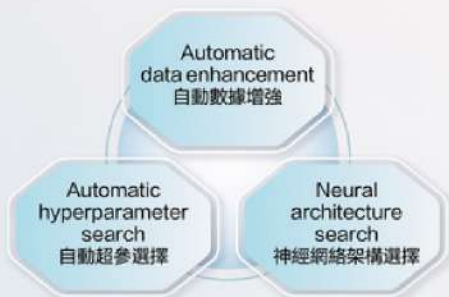 Automatic
data enhancement
自動數據增強
Automatic
hyperparameter
search
自動超參選擇
Neural
architecture
search
神經網絡架構選擇